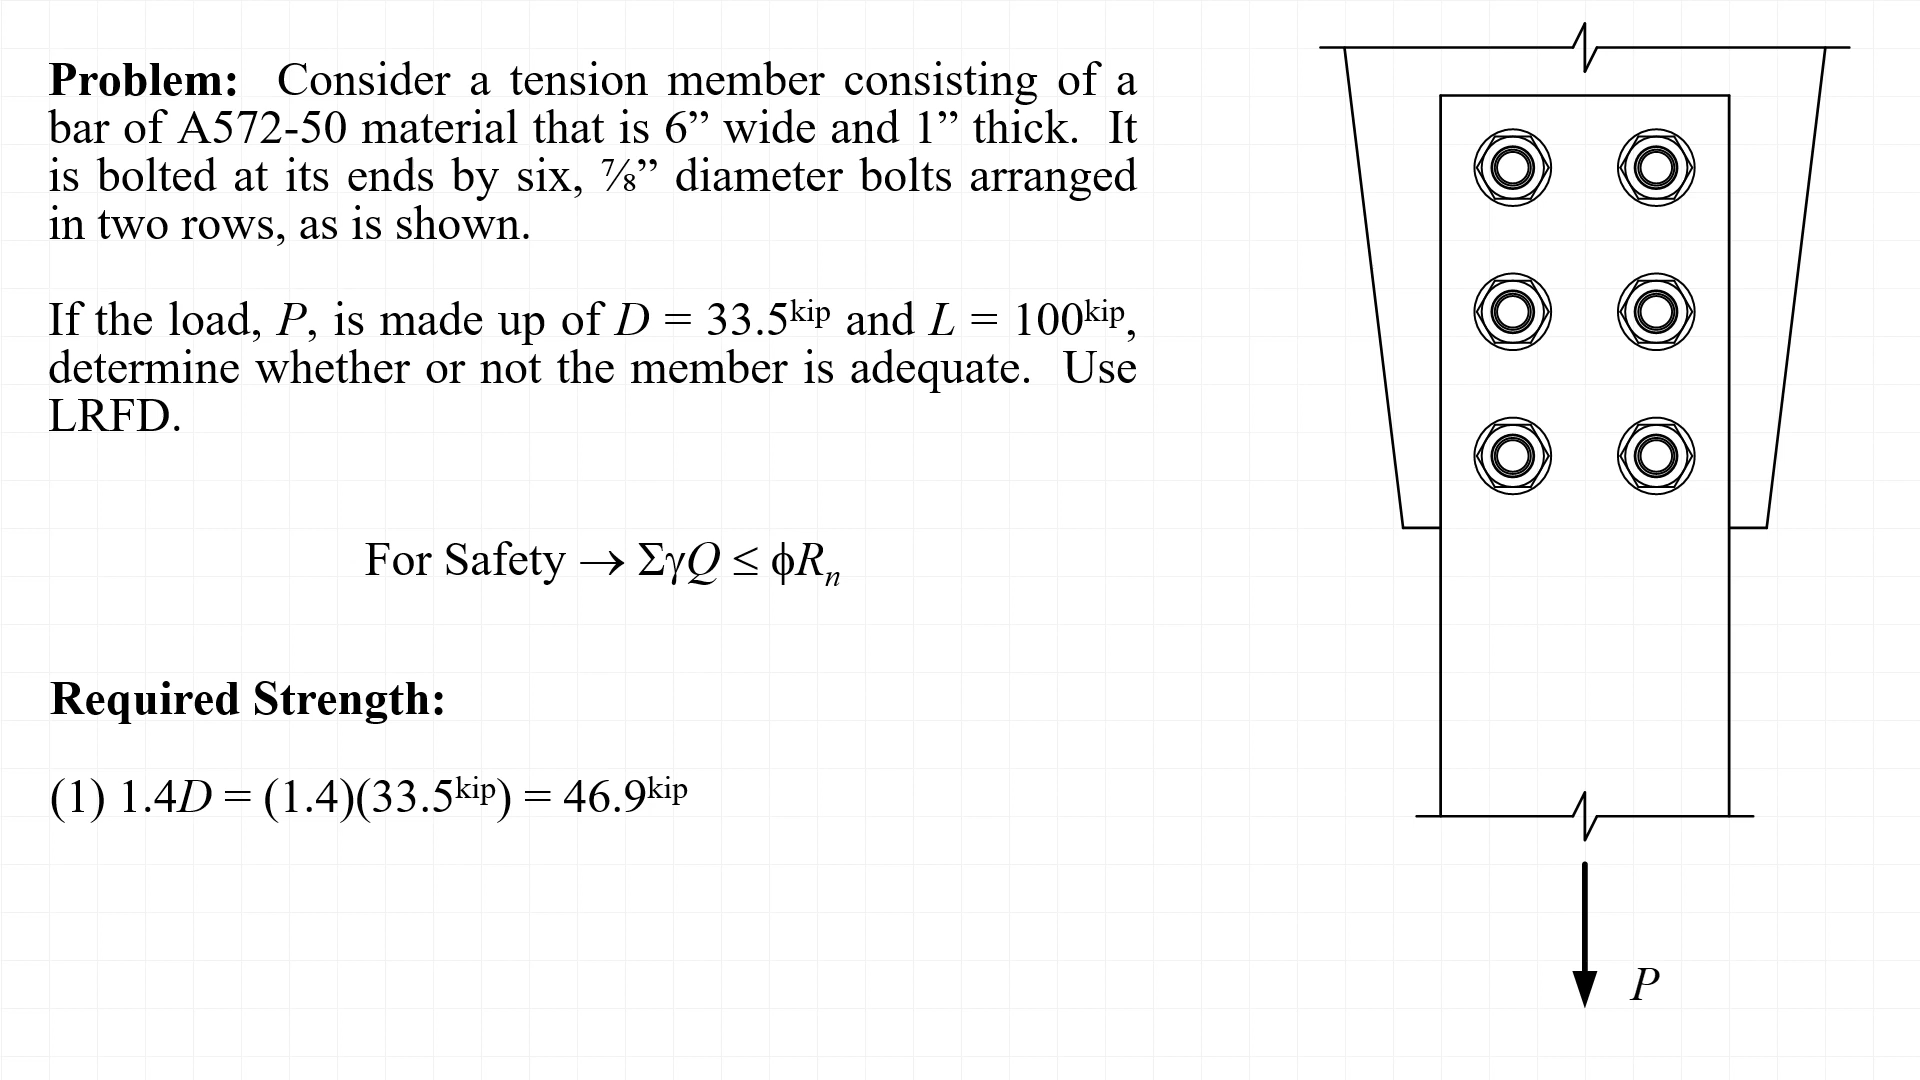 Problem: Consider a tension member consisting of a
bar of A572-50 material that is 6” wide and 1” thick. It
is bolted at its ends by six, ⅞” diameter bolts arranged
in two rows, as is shown.
If the load, P, is made up of D = 33.5ᵏⁱᵖ and L = 100ᵏⁱᵖ,
determine whether or not the member is adequate. Use
LRFD.
For Safety → ΣγQ ≤ ϕRₙ
Required Strength:
(1) 1.4D = (1.4)(33.5ᵏⁱᵖ) = 46.9ᵏⁱᵖ
P